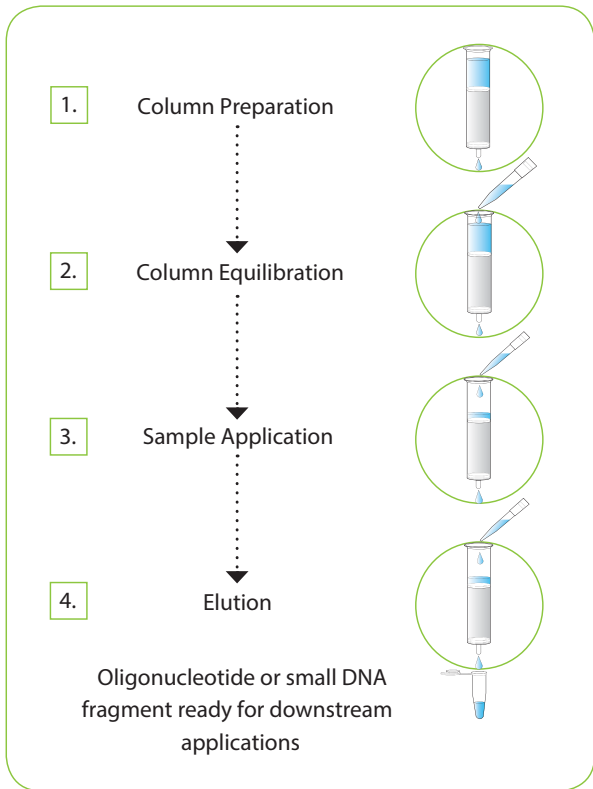 1. Column Preparation
2. Column Equilibration
3. Sample Application
4. Elution
Oligonucleotide or small DNA
fragment ready for downstream
applications